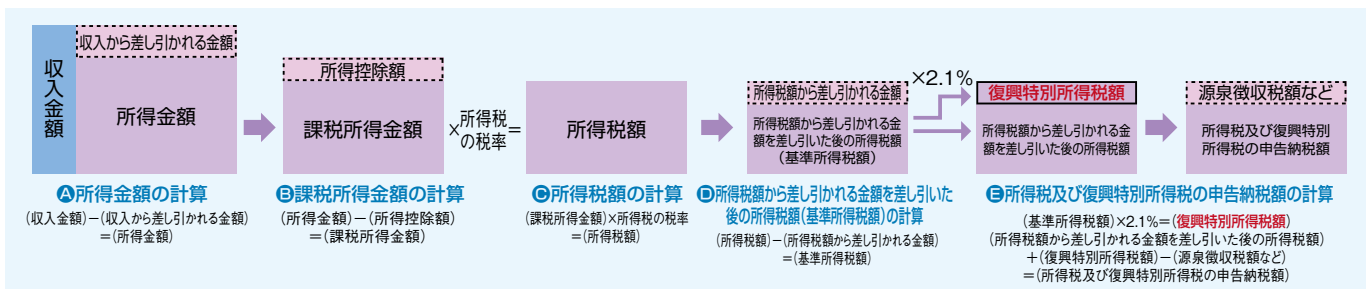 収入金額
収入から差し引かれる金額
所得金額
所得控除額
課税所得金額
×所得税の税率=
所得税額
所得税額から差し引かれる金額
所得税額から差し引かれる金
額を差し引いた後の所得税額
(基準所得税額)
×2.1%
復興特別所得税額
所得税額から差し引かれる金
額を差し引いた後の所得税額
源泉徴収税額など
所得税及び復興特別
所得税の申告納税額
A所得金額の計算
(収入金額)-(収入から差し引かれる金額)
=(所得金額)
B課税所得金額の計算
(所得金額)-(所得控除額)
=(課税所得金額)
C所得税額の計算
(課税所得金額)×所得税の税率
=(所得税額)
D所得税額から差し引かれる金額を差し引いた
後の所得税額(基準所得税額)の計算
(所得税額)-(所得税額から差し引かれる金額)
=(基準所得税額)
E所得税及び復興特別所得税の申告納税額の計算
(基準所得税額)×2.1%=(復興特別所得税額)
(所得税額から差し引かれる金額を差し引いた後の所得税額)
+(復興特別所得税額)-(源泉徴収税額など)
=(所得税及び復興特別所得税の申告納税額)